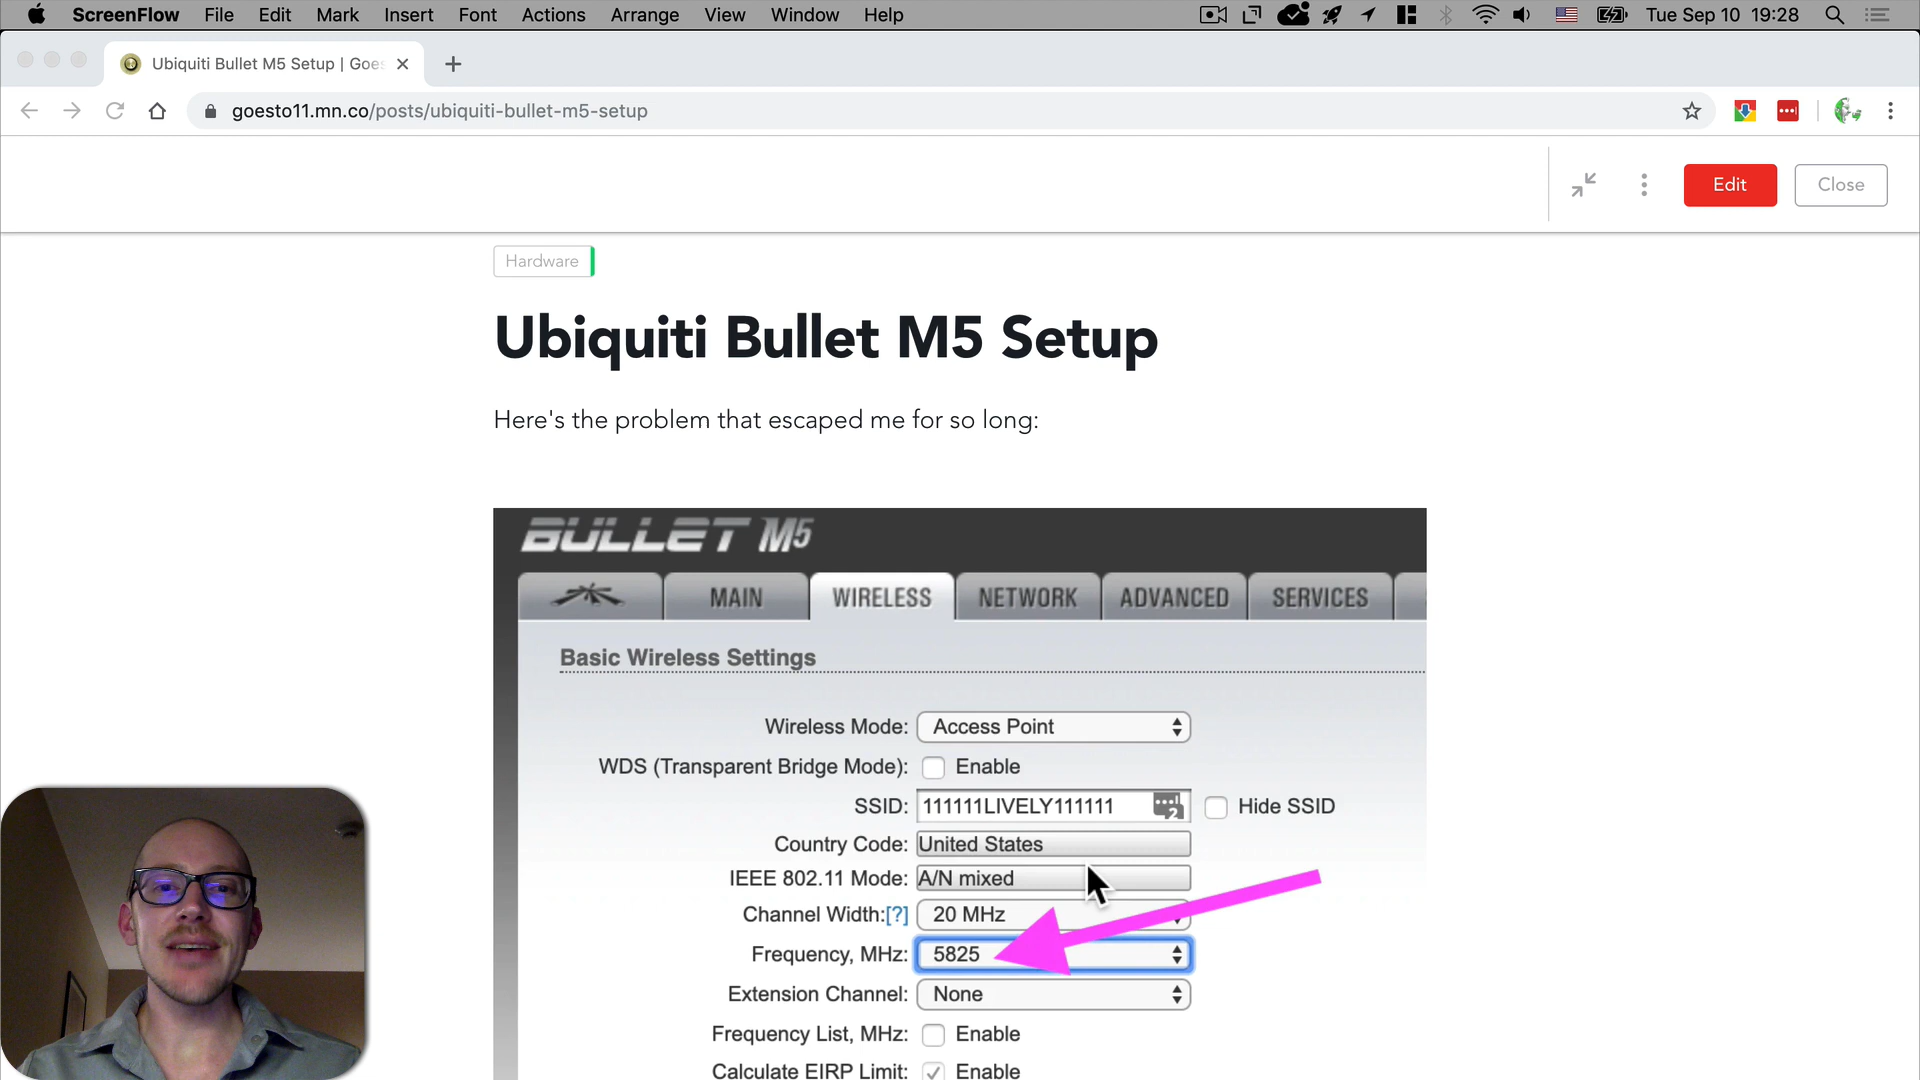 ScreenFlow File Edit Mark Insert Font Actions Arrange View Window Help Tue Sep 10 19:28
Ubiquiti Bullet M5 Setup | Goes
goesto11.mn.co/posts/ubiquiti-bullet-m5-setup
Edit Close
Hardware
Ubiquiti Bullet M5 Setup
Here's the problem that escaped me for so long:
BULLET M5
MAIN WIRELESS NETWORK ADVANCED SERVICES
Basic Wireless Settings
Wireless Mode: Access Point
WDS (Transparent Bridge Mode): Enable
SSID: 111111LIVELY111111 2 Hide SSID
Country Code: United States
IEEE 802.11 Mode: A/N mixed
Channel Width:[?] 20 MHz
Frequency, MHz: 5825
Extension Channel: None
Frequency List, MHz: Enable
Calculate EIRP Limit: Enable